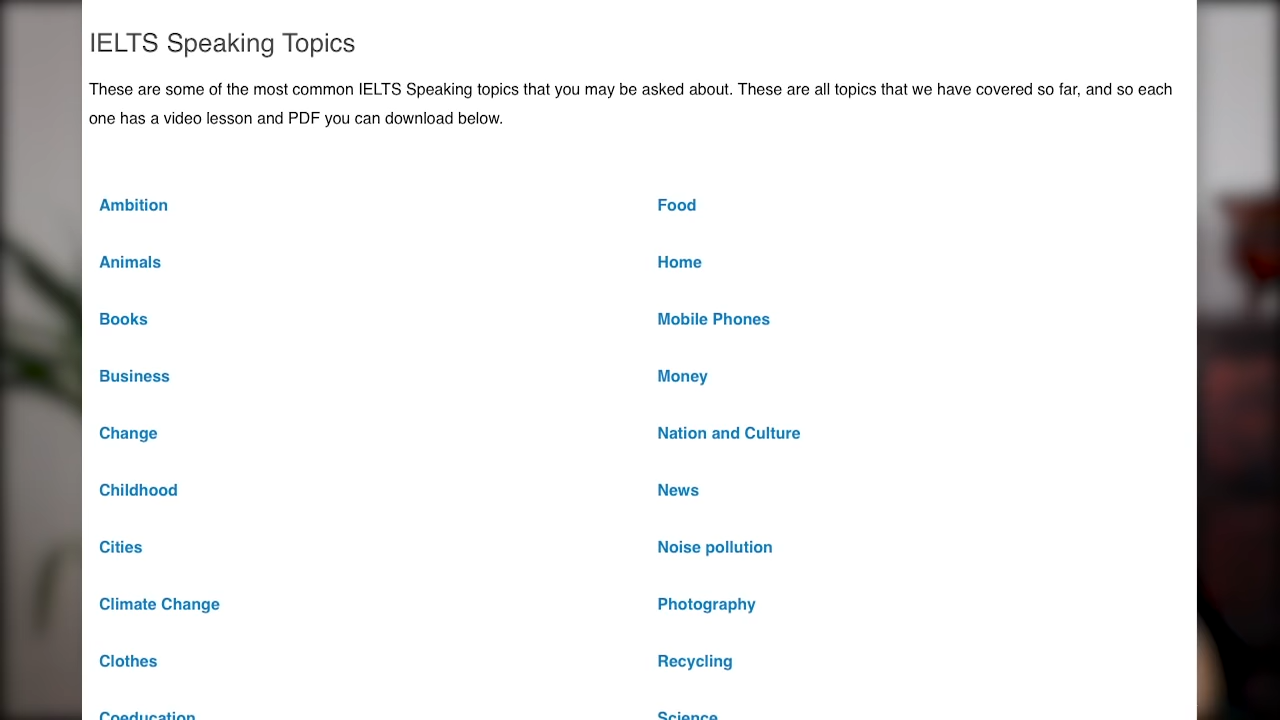 IELTS Speaking Topics
These are some of the most common IELTS Speaking topics that you may be asked about. These are all topics that we have covered so far, and so each
one has a video lesson and PDF you can download below.
Ambition
Food
Animals
Home
Books
Mobile Phones
Business
Money
Change
Nation and Culture
Childhood
News
Cities
Noise pollution
Climate Change
Photography
Clothes
Recycling
Coeducation
Science